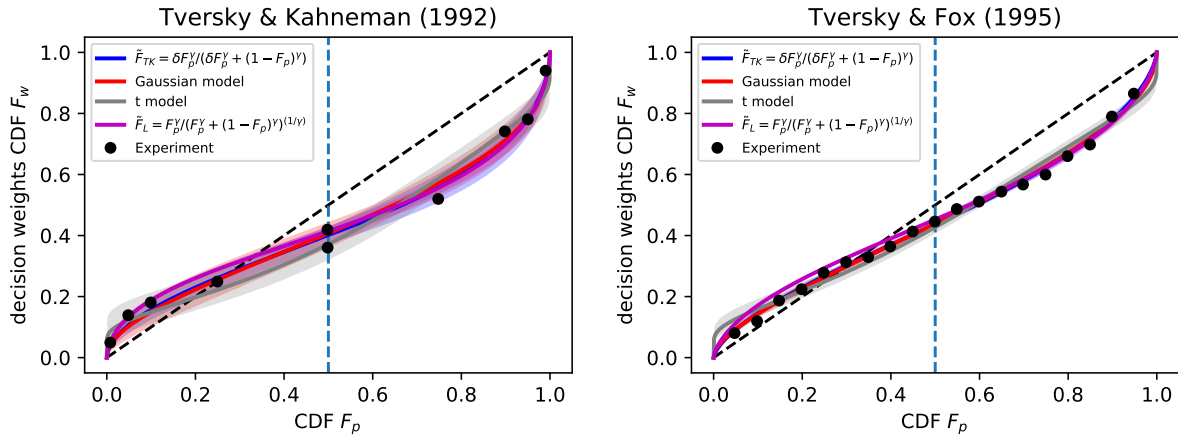 Tversky & Kahneman (1992)
1.0
0.8
0.6
0.4
0.2
0.0
decision weights CDF F_w
F̃_TK = δF_p^γ/(δF_p^γ + (1 − F_p)^γ)
Gaussian model
t model
F̃_L = F_p^γ/(F_p^γ + (1 − F_p)^γ)^(1/γ)
Experiment
0.0 0.2 0.4 0.6 0.8 1.0
CDF F_p
Tversky & Fox (1995)
1.0
0.8
0.6
0.4
0.2
0.0
decision weights CDF F_w
F̃_TK = δF_p^γ/(δF_p^γ + (1 − F_p)^γ)
Gaussian model
t model
F̃_L = F_p^γ/(F_p^γ + (1 − F_p)^γ)^(1/γ)
Experiment
0.0 0.2 0.4 0.6 0.8 1.0
CDF F_p